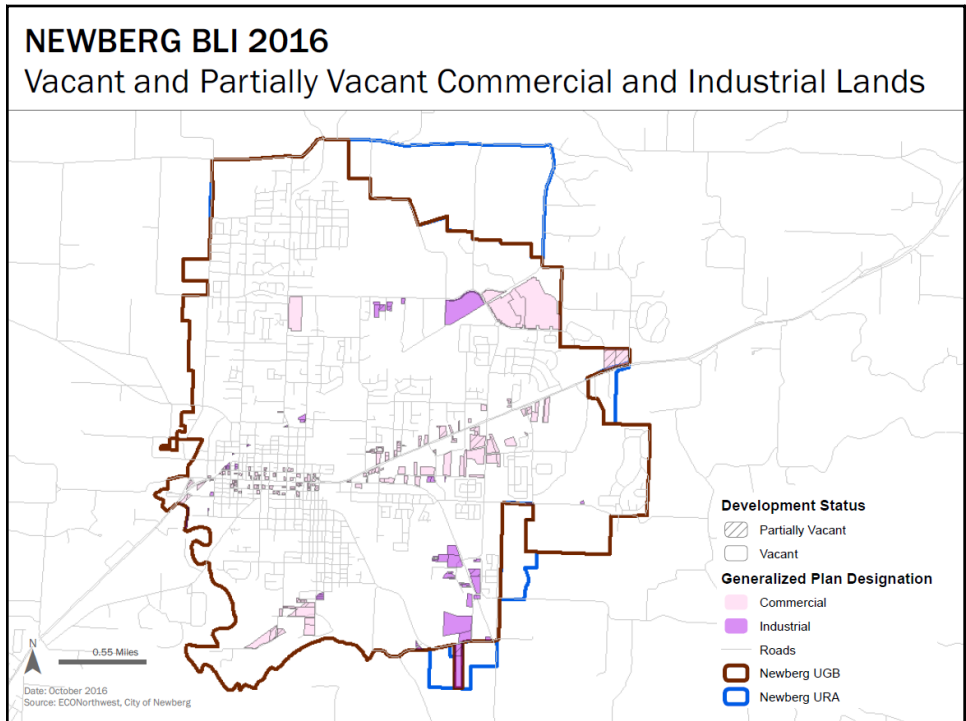 NEWBERG BLI 2016
Vacant and Partially Vacant Commercial and Industrial Lands
Development Status
Partially Vacant
Vacant
Generalized Plan Designation
Commercial
Industrial
Roads
Newberg UGB
Newberg URA
N
0.55 Miles
Date: October 2016
Source: ECONorthwest, City of Newberg